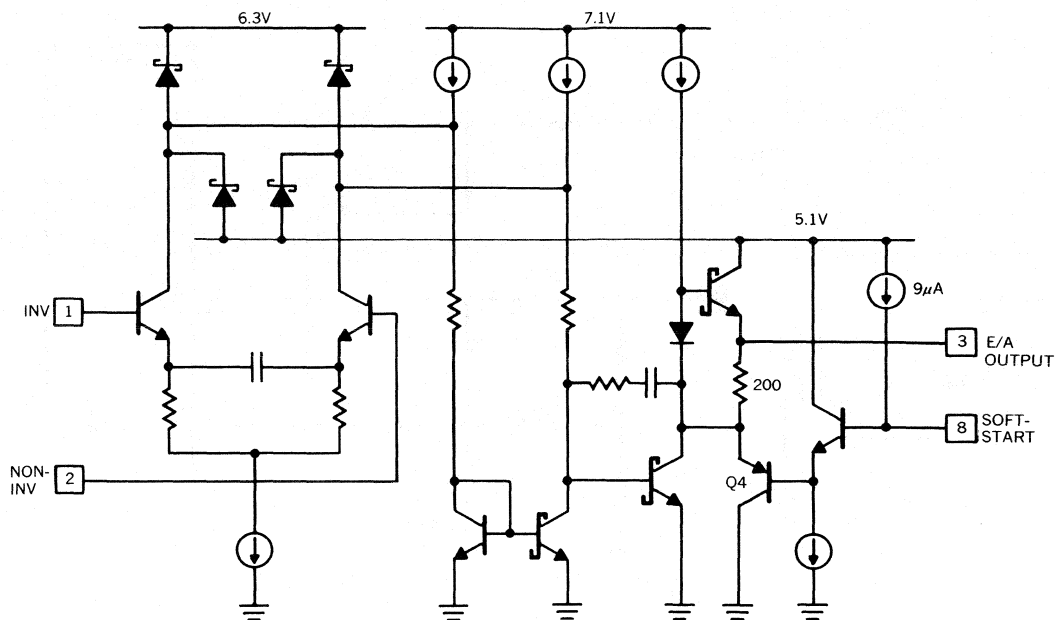 6.3V
7.1V
5.1V
INV 1
9μA
3 E/A
OUTPUT
200
8 SOFT-
START
NON-
INV 2
Q4